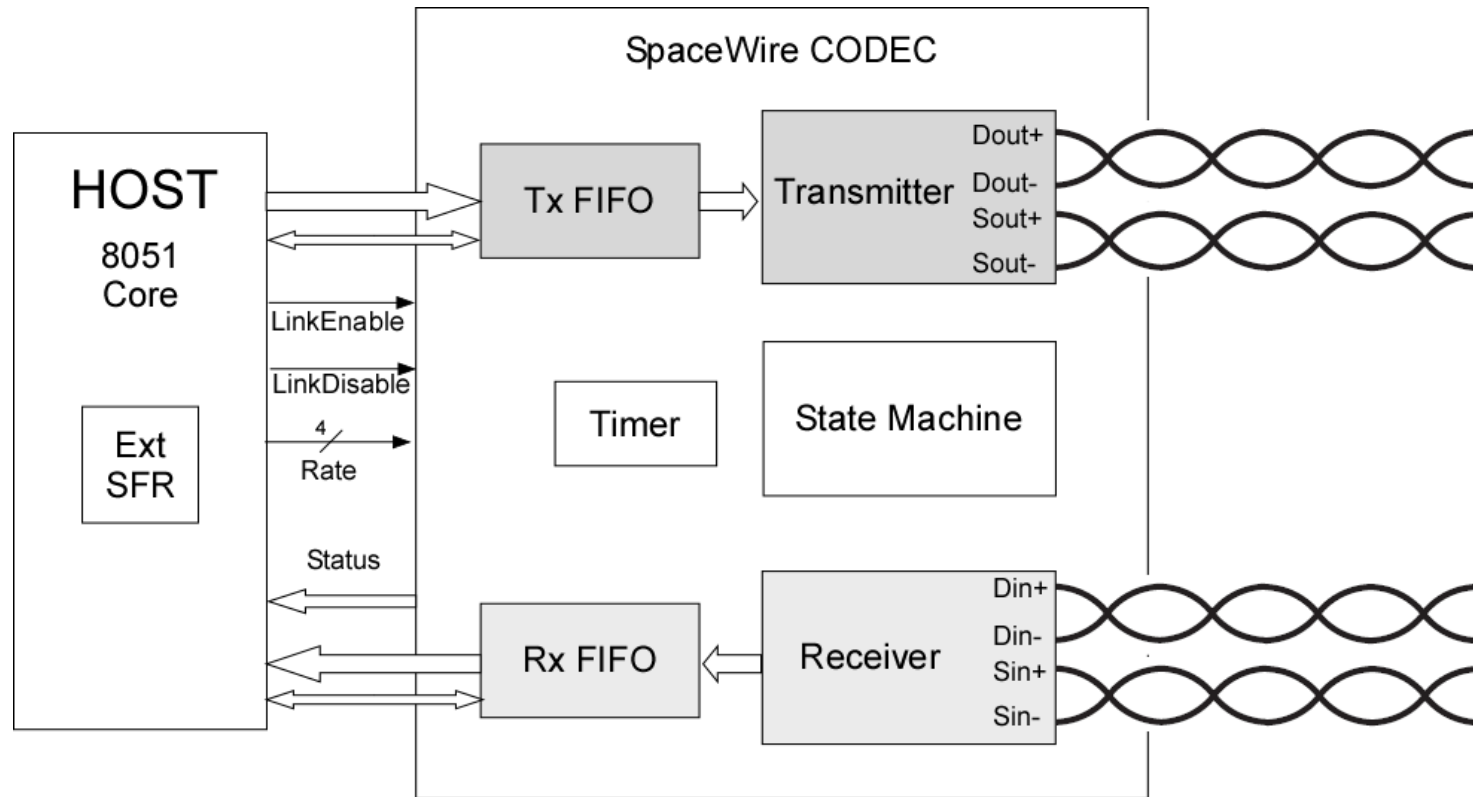 SpaceWire CODEC
HOST
8051
Core
Ext
SFR
LinkEnable
LinkDisable
4
Rate
Status
Tx FIFO
Transmitter
Dout+
Dout-
Sout+
Sout-
Timer
State Machine
Rx FIFO
Receiver
Din+
Din-
Sin+
Sin-